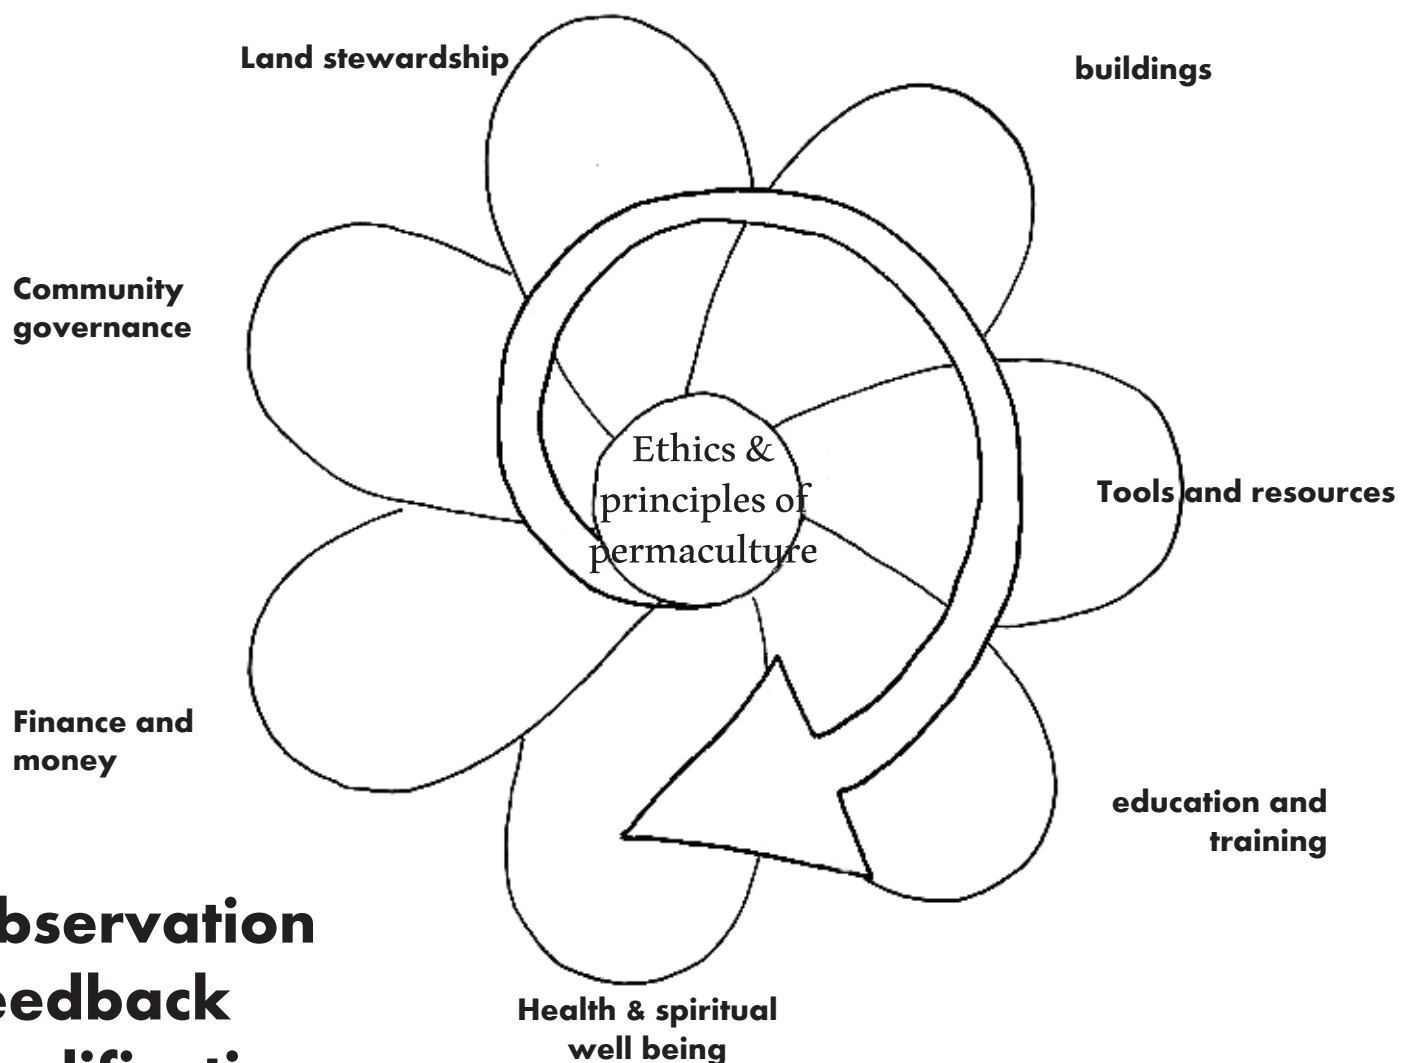 Land stewardship
buildings
Community
governance
Ethics &
principles of
permaculture
Tools and resources
Finance and
money
education and
training
bservation
eedback
Health & spiritual
well being